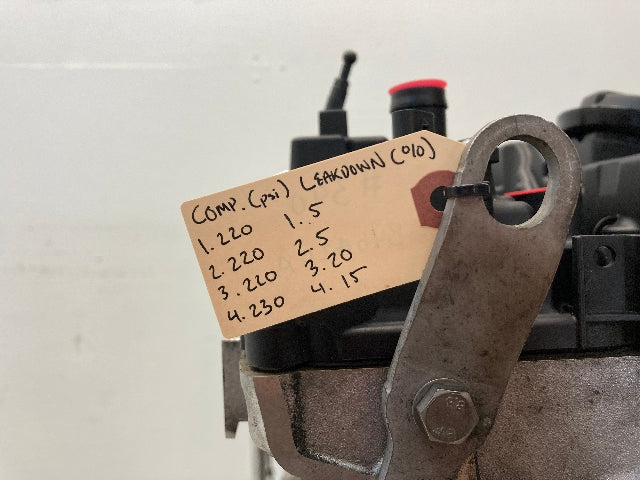 COMP. (psi) LEAKDOWN (%)
1. 220 1. 5
2. 220 2. 5
3. 220 3. 20
4. 230 4. 15